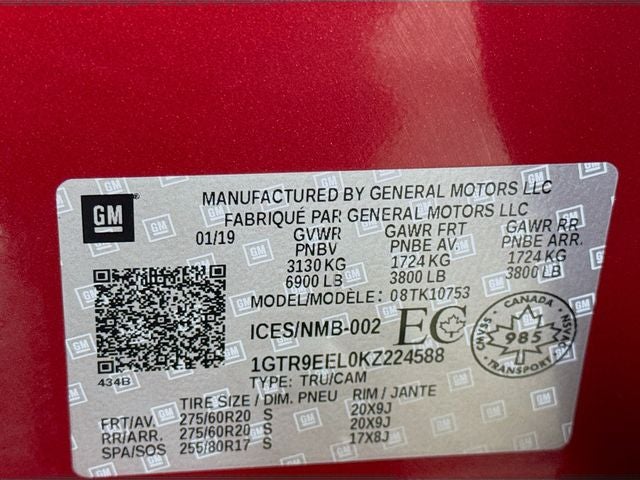 GM
MANUFACTURED BY GENERAL MOTORS LLC
FABRIQUÉ PAR GENERAL MOTORS LLC
01/19 GVWR GAWR FRT GAWR RR
PNBV PNBE AV. PNBE ARR.
3130 KG 1724 KG 1724 KG
6900 LB 3800 LB 3800 LB
MODEL/MODÈLE: 08TK10753
ICES/NMB-002 EC
CANADA
CMVSS 985 NSVAC
1GTR9EEL0KZ224588
434B
TYPE: TRU/CAM
TIRE SIZE / DIM. PNEU RIM / JANTE
FRT/AV. 275/60R20 S 20X9J
RR/ARR. 275/60R20 S 20X9J
SPA/SOS 255/80R17 S 17X8J